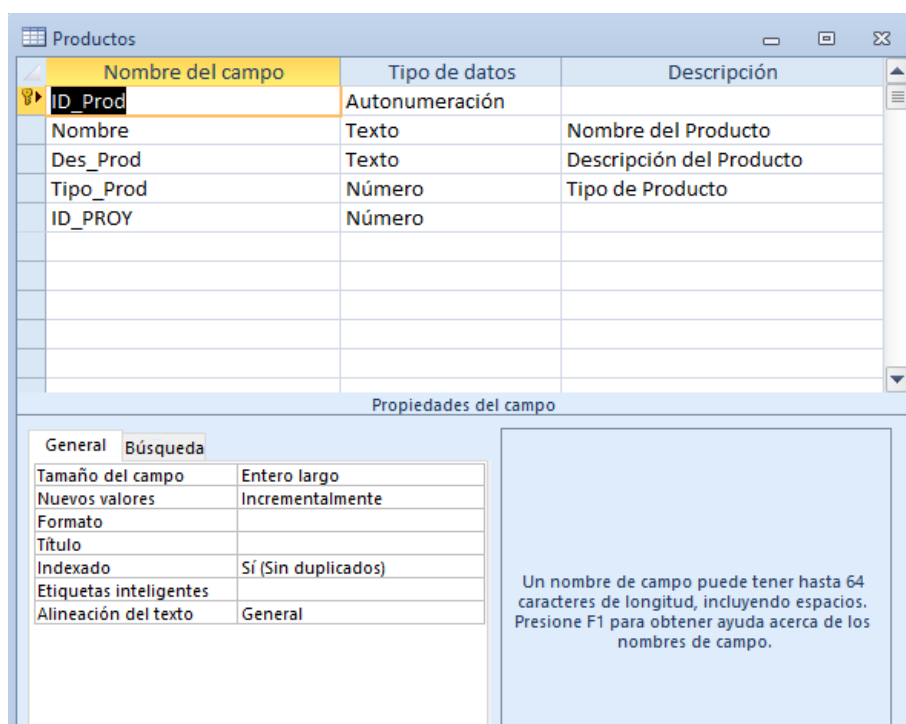 Productos
Nombre del campo Tipo de datos Descripción
ID_Prod Autonumeración
Nombre Texto Nombre del Producto
Des_Prod Texto Descripción del Producto
Tipo_Prod Número Tipo de Producto
ID_PROY Número
Propiedades del campo
General Búsqueda
Tamaño del campo Entero largo
Nuevos valores Incrementalmente
Formato
Título
Indexado Sí (Sin duplicados)
Etiquetas inteligentes
Alineación del texto General
Un nombre de campo puede tener hasta 64
caracteres de longitud, incluyendo espacios.
Presione F1 para obtener ayuda acerca de los
nombres de campo.